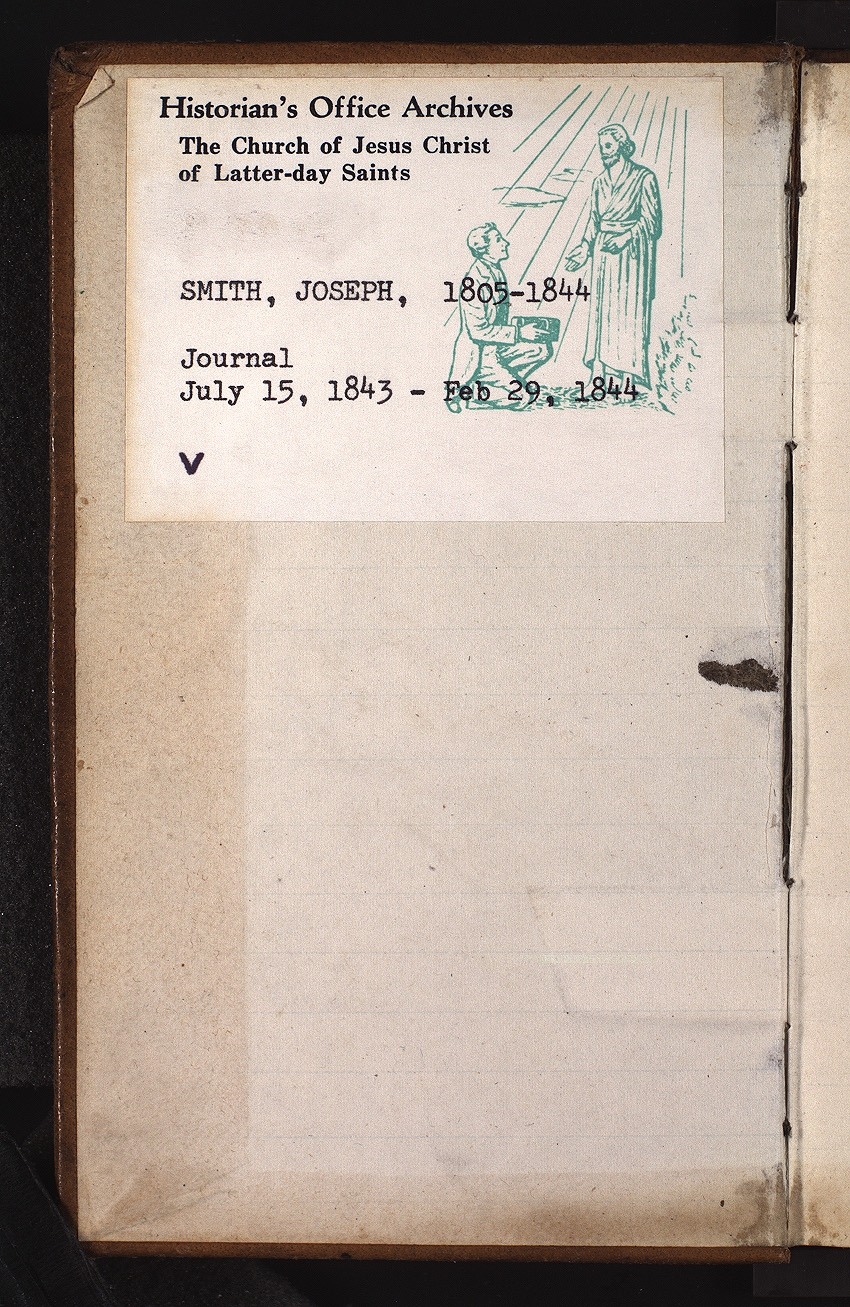 Historian's Office Archives
The Church of Jesus Christ
of Latter-day Saints
SMITH, JOSEPH, 1805-1844
Journal
July 15, 1843 - Feb 29, 1844
V